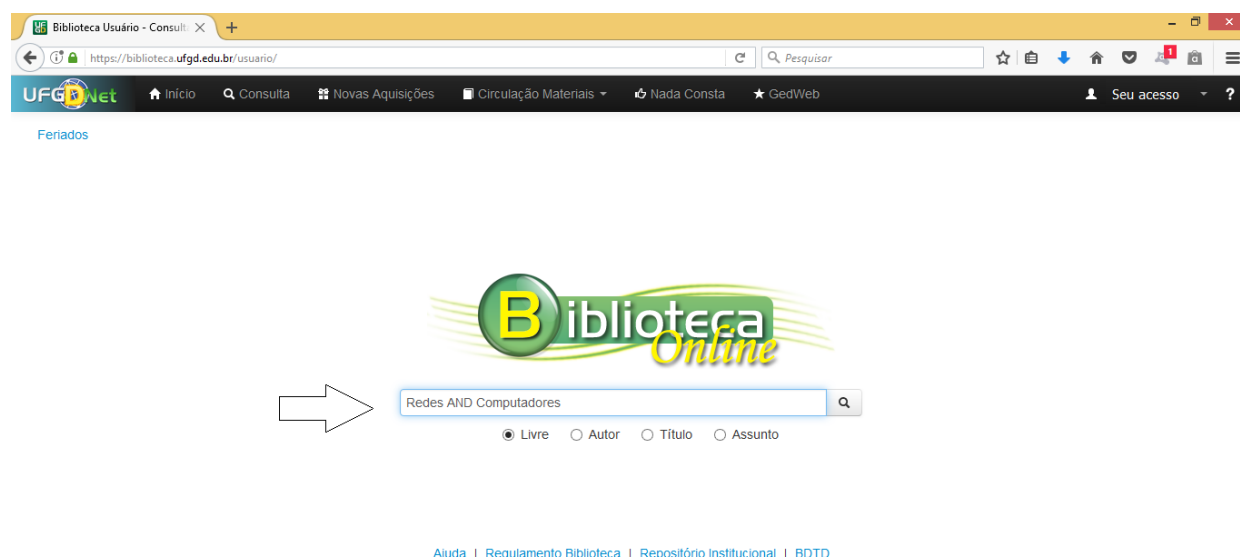 Biblioteca Usuário - Consult
https://biblioteca.ufgd.edu.br/usuario/
Pesquisar
1
UFGDNet Início Consulta Novas Aquisições Circulação Materiais Nada Consta GedWeb Seu acesso ?
Feriados
Biblioteca
Online
Redes AND Computadores
Livre Autor Título Assunto
Ajuda | Regulamento Biblioteca | Repositório Institucional | BDTD